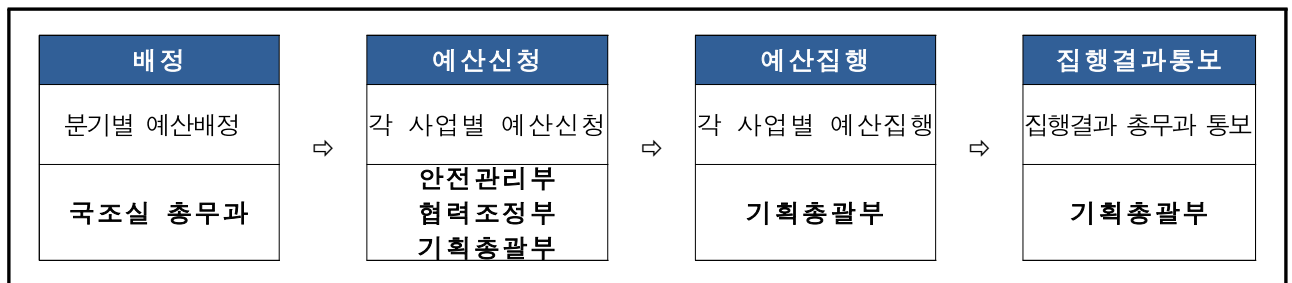 배정
분기별 예산배정
국조실 총무과
⇨
예산신청
각 사업별 예산신청
안전관리부
협력조정부
기획총괄부
⇨
예산집행
각 사업별 예산집행
기획총괄부
⇨
집행결과통보
집행결과 총무과 통보
기획총괄부